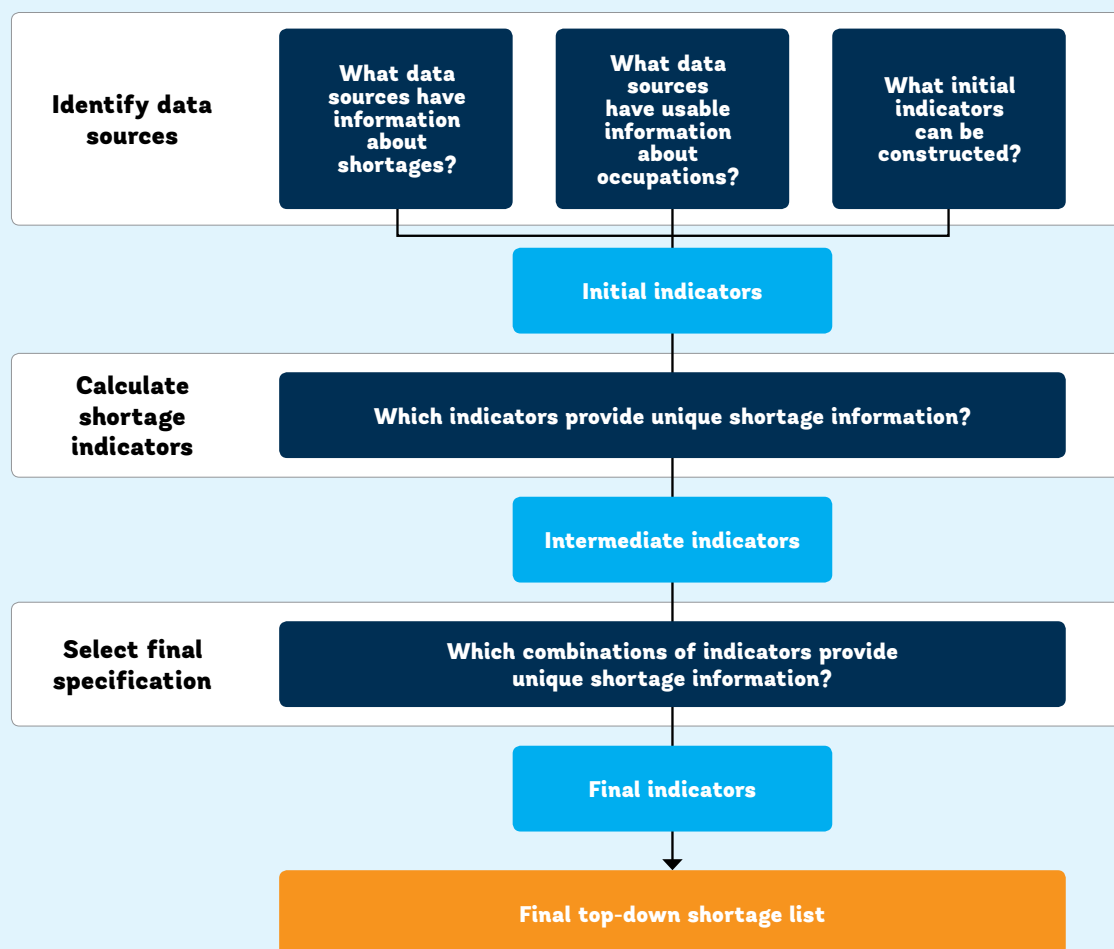 Identify data
sources
What data
sources have
information
about
shortages?
What data
sources
have usable
information
about
occupations?
What initial
indicators
can be
constructed?
Initial indicators
Calculate
shortage
indicators
Which indicators provide unique shortage information?
Intermediate indicators
Select final
specification
Which combinations of indicators provide
unique shortage information?
Final indicators
Final top-down shortage list